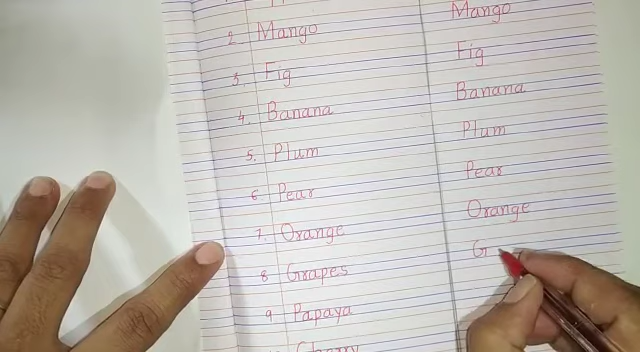 2. Mango Mango
3. Fig Fig
4. Banana Banana
5. Plum Plum
6. Pear Pear
7. Orange Orange
8 Grapes G
9 Papaya
Cherry